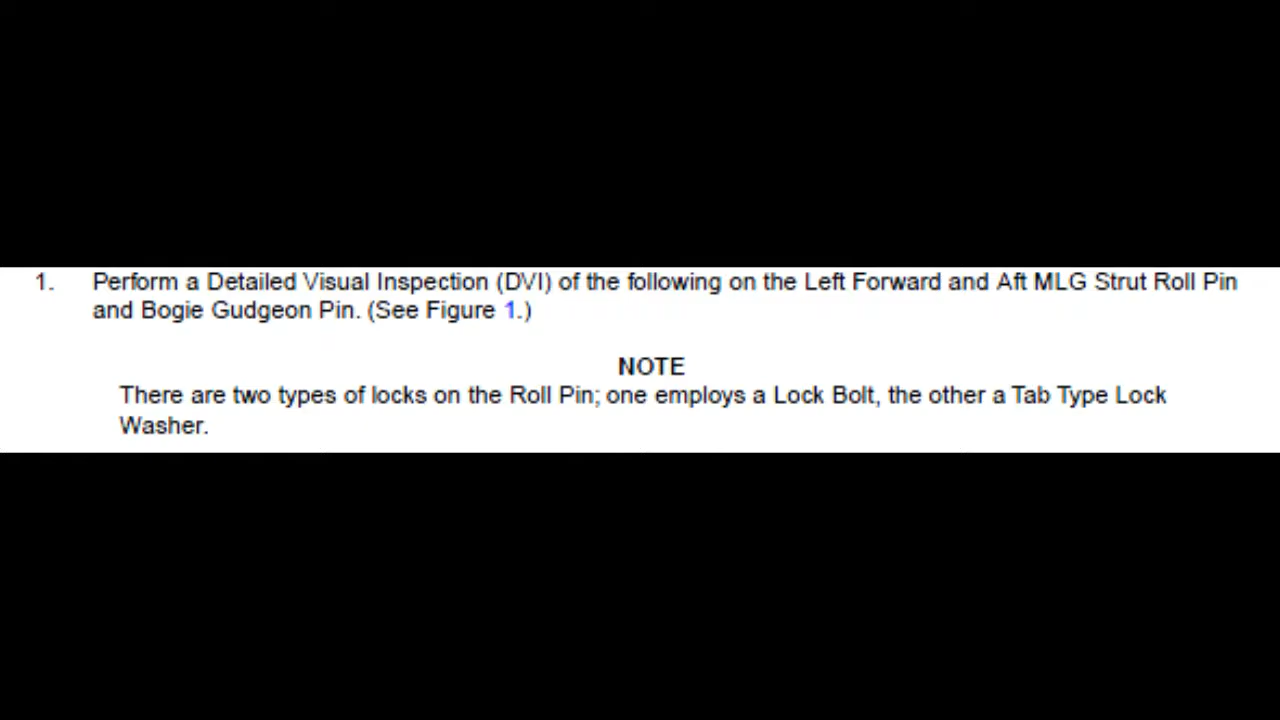 1. Perform a Detailed Visual Inspection (DVI) of the following on the Left Forward and Aft MLG Strut Roll Pin
and Bogie Gudgeon Pin. (See Figure 1.)
NOTE
There are two types of locks on the Roll Pin; one employs a Lock Bolt, the other a Tab Type Lock
Washer.